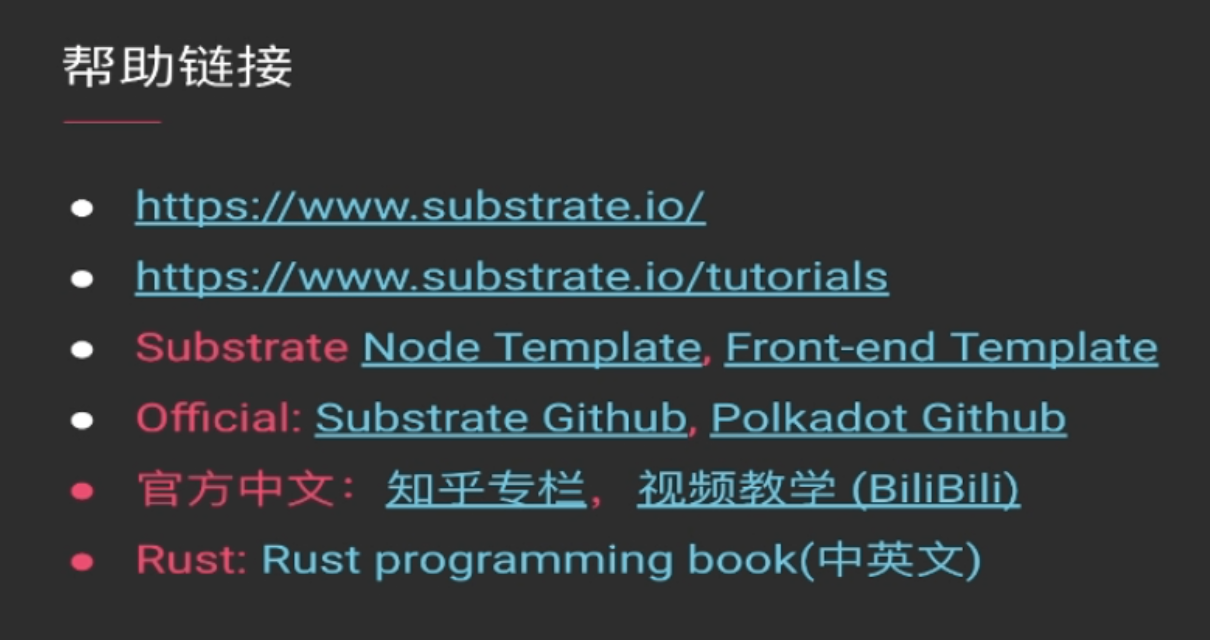 帮助链接
● https://www.substrate.io/
● https://www.substrate.io/tutorials
● Substrate Node Template, Front-end Template
● Official: Substrate Github, Polkadot Github
● 官方中文： 知乎专栏， 视频教学 (BiliBili)
● Rust: Rust programming book(中英文)